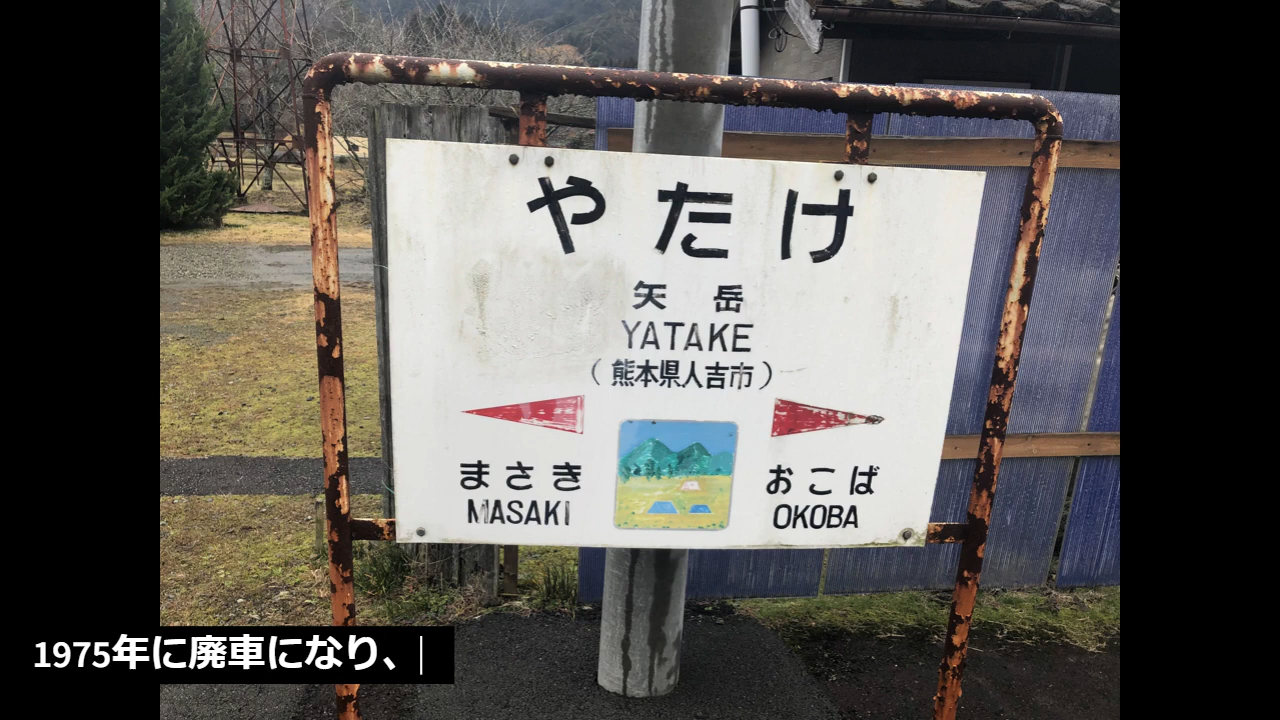 やたけ
矢岳
YATAKE
（熊本県人吉市）
まさき おこば
MASAKI OKOBA
1975年に廃車になり、